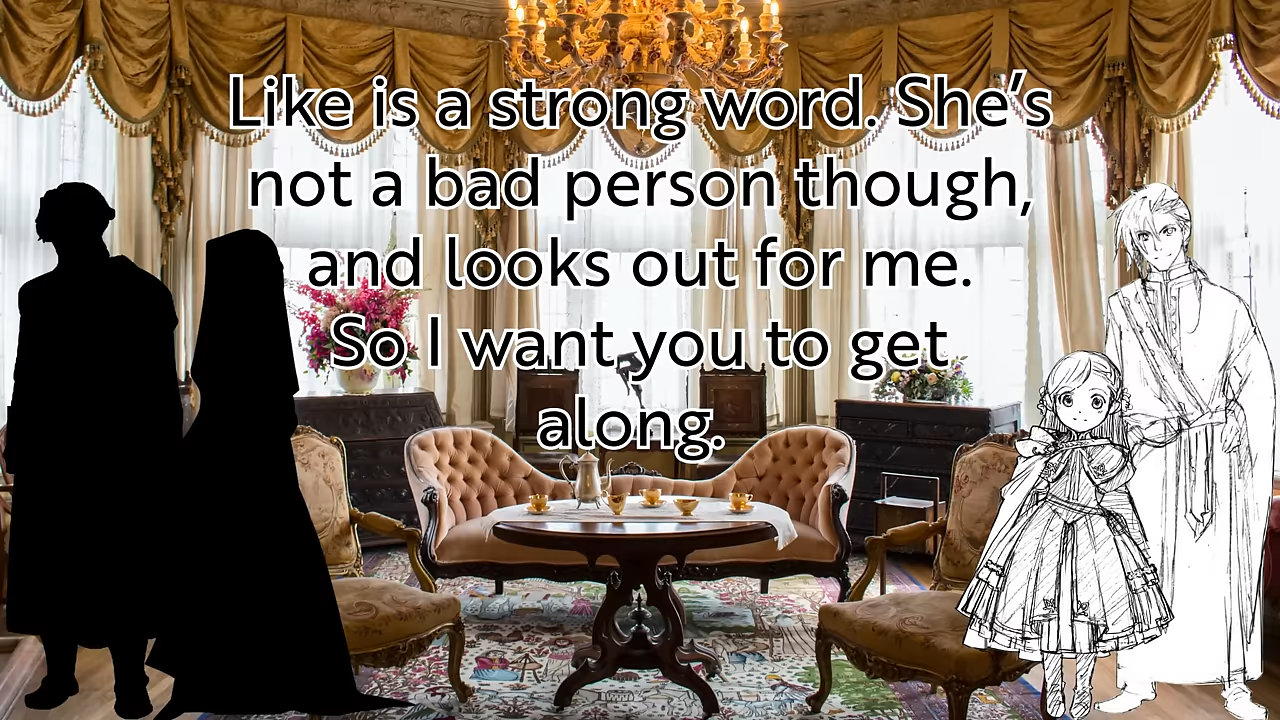 Like is a strong word. She’s
not a bad person though,
and looks out for me.
So I want you to get
along.